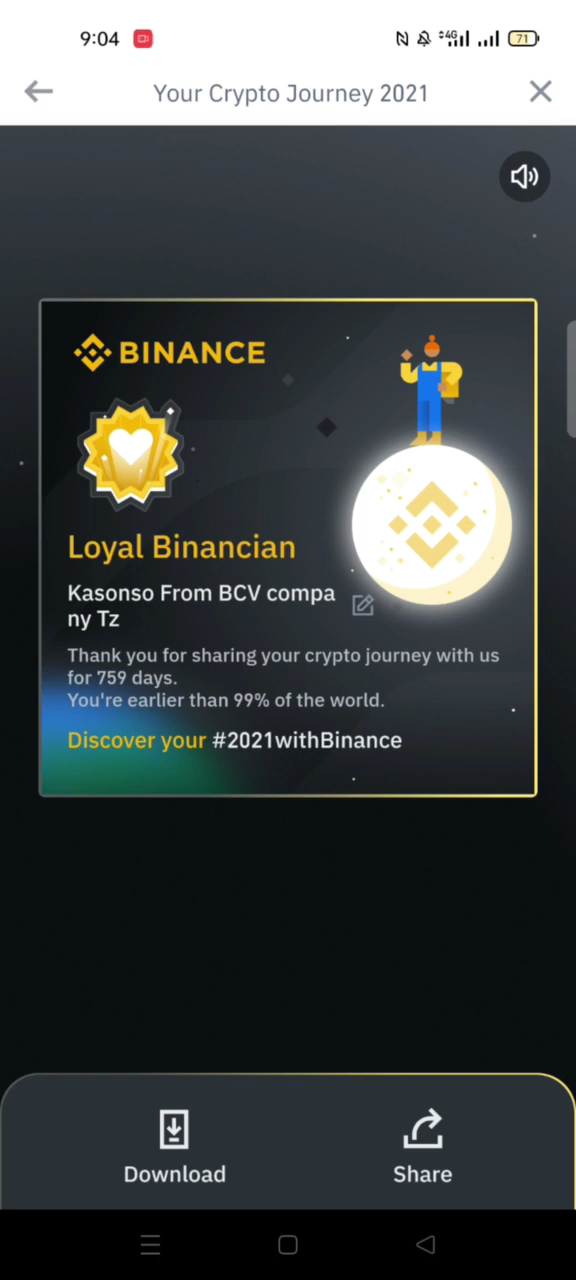 9:04
4G
71
Your Crypto Journey 2021
BINANCE
Loyal Binancian
Kasonso From BCV compa
ny Tz
Thank you for sharing your crypto journey with us
for 759 days.
You're earlier than 99% of the world.
Discover your #2021withBinance
Download
Share